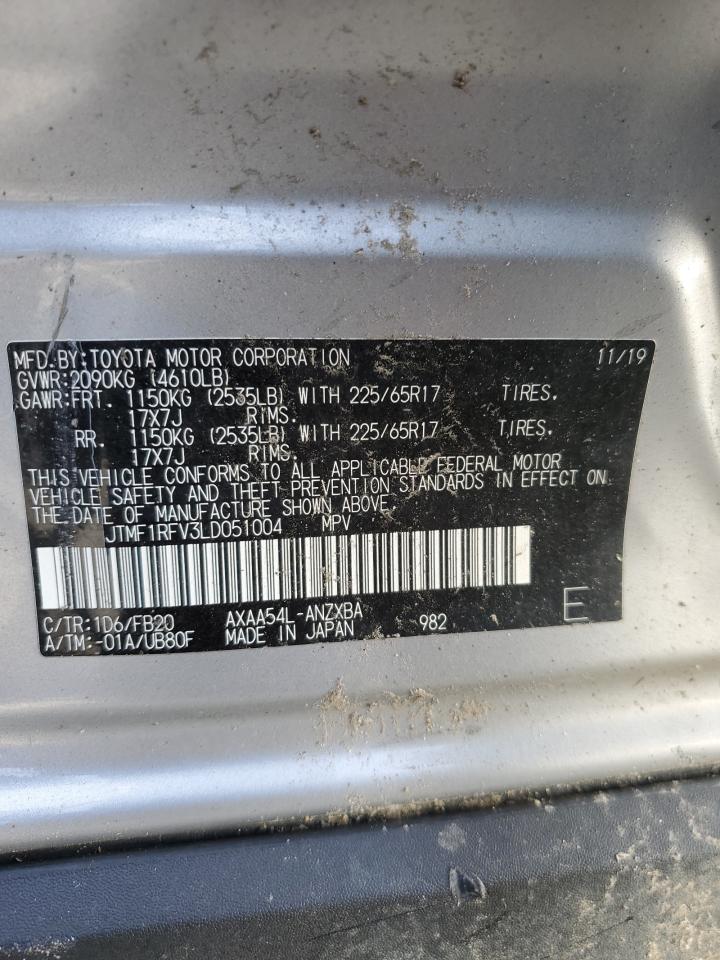 MFD.BY:TOYOTA MOTOR CORPORATION 11/19
GVWR:2090KG (4610LB)
GAWR:FRT. 1150KG (2535LB) WITH 225/65R17 TIRES.
17X7J RIMS.
RR. 1150KG (2535LB) WITH 225/65R17 TIRES.
17X7J RIMS.
THIS VEHICLE CONFORMS TO ALL APPLICABLE FEDERAL MOTOR
VEHICLE SAFETY AND THEFT PREVENTION STANDARDS IN EFFECT ON
THE DATE OF MANUFACTURE SHOWN ABOVE.
JTMF1RFV3LD051004 MPV
C/TR:1D6/FB20 AXAA54L-ANZXBA 982 E
A/TM:-01A/UB80F MADE IN JAPAN